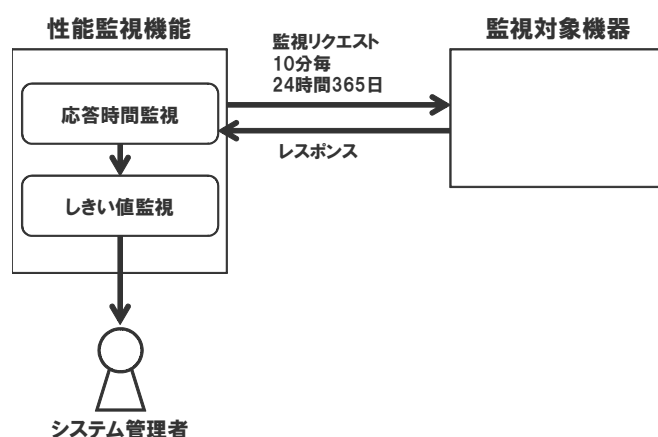 性能監視機能
監視リクエスト
10分毎
24時間365日
監視対象機器
応答時間監視
レスポンス
しきい値監視
システム管理者